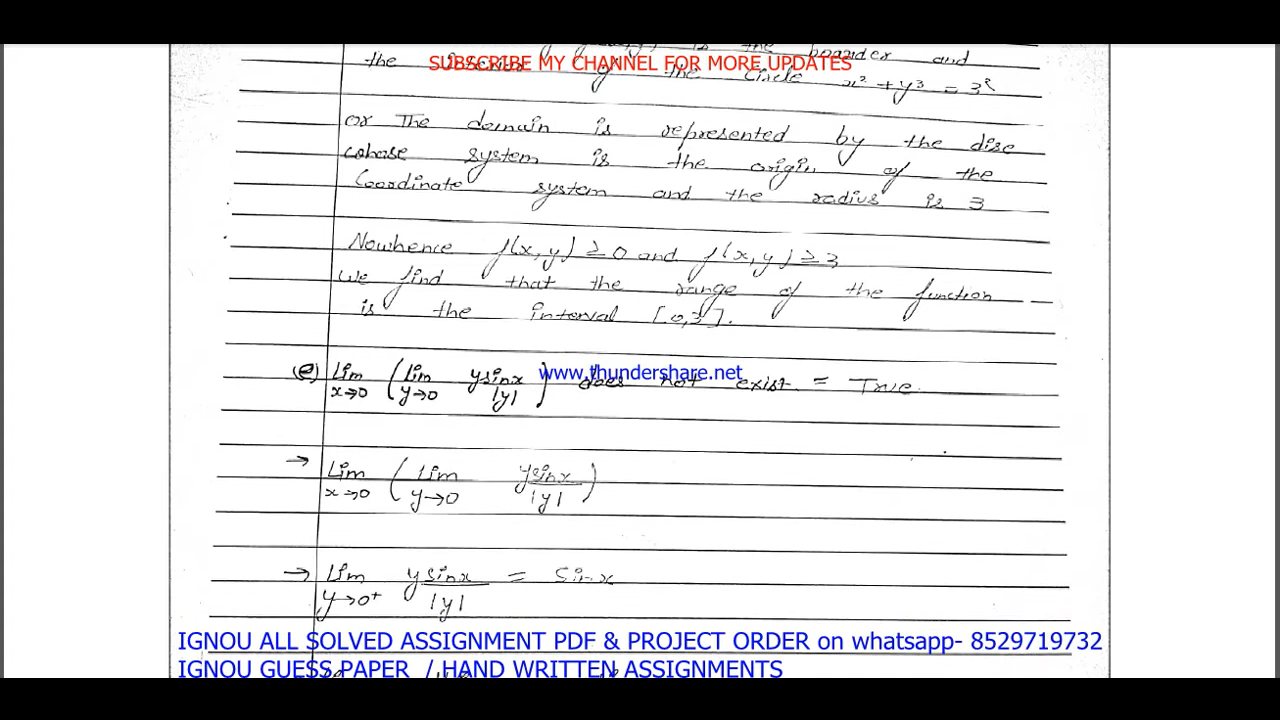 is the boarder and
SUBSCRIBE MY CHANNEL FOR MORE UPDATES
the the Circle x² + y³ = 3²
or The domain is represented by the disc
cohase system is the origin of the
Coordinate system and the radius is 3
Nowhence f(x, y) ≥ 0 and f(x, y) ≥ 3
We find that the range of the function
is the interval [0,3].
www.thundershare.net
(e) Lim x→0 ( Lim y→0 ysinx / |y| ) does not exist. = True.
→ Lim x→0 ( Lim y→0 ysinx / |y| )
→ Lim y→0⁺ ysinx / |y| = Sinx
IGNOU ALL SOLVED ASSIGNMENT PDF & PROJECT ORDER on whatsapp- 8529719732
IGNOU GUESS PAPER / HAND WRITTEN ASSIGNMENTS